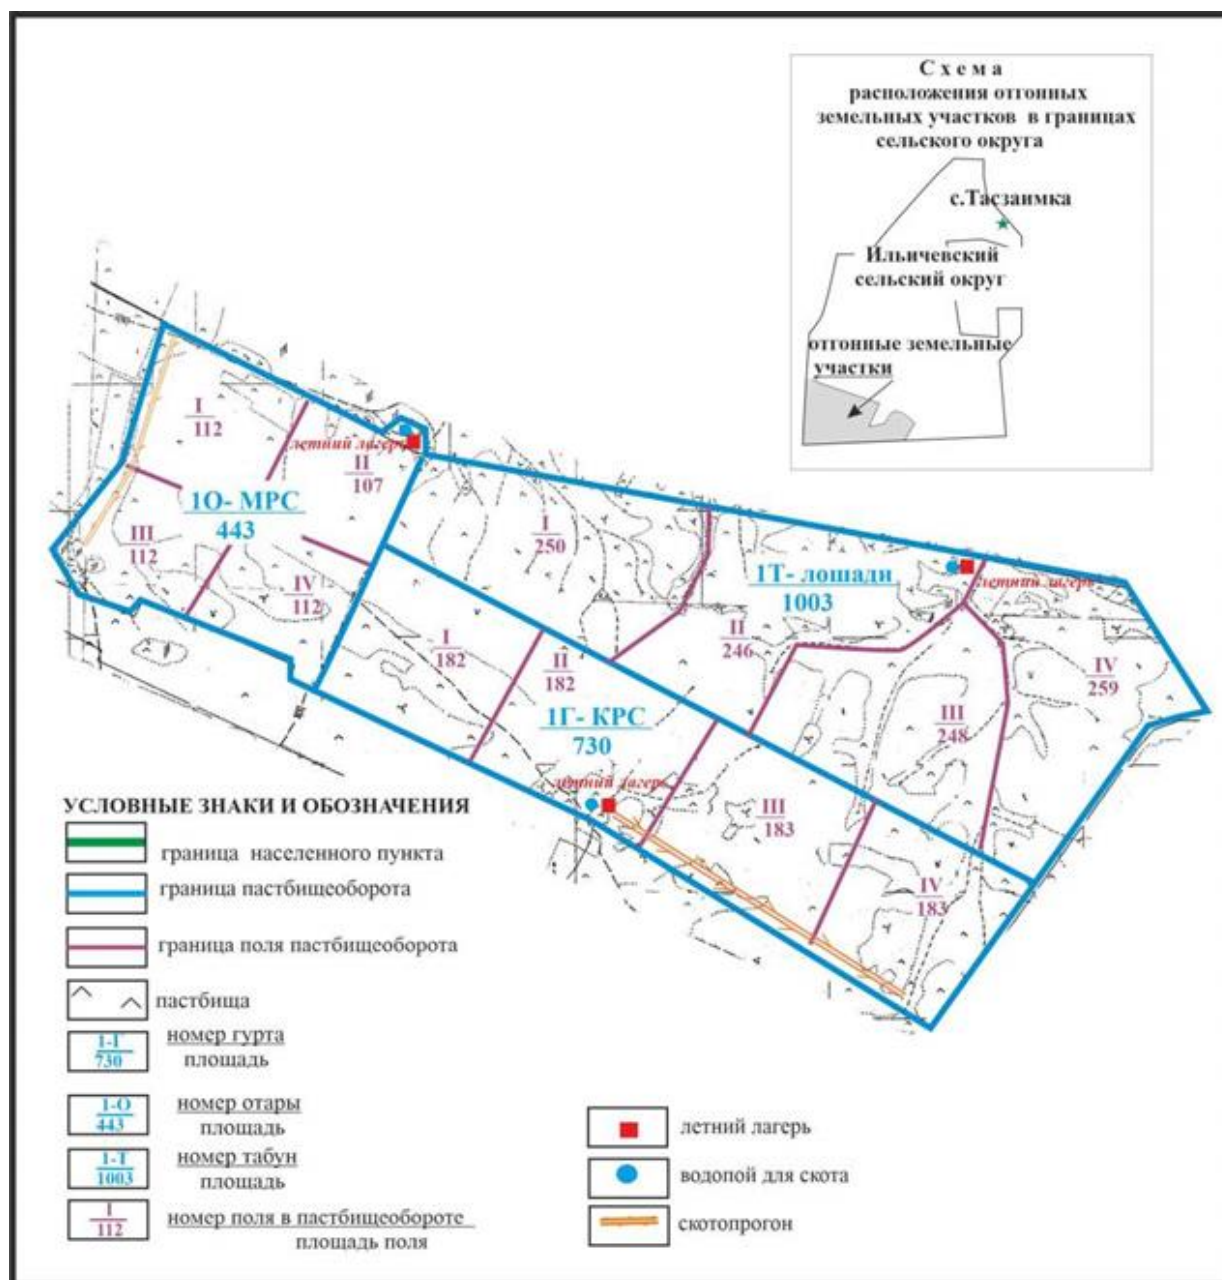 С х е м а
расположения отгонных
земельных участков в границах
сельского округа
с.Тасзаимка
Ильичевский
сельский округ
отгонные земельные
участки
I
112
летний лагерь
II
107
1О- МРС
443
III
112
IV
112
I
250
1Т- лошади
1003
летний лагерь
II
246
IV
259
III
248
I
182
II
182
1Г- КРС
730
летний лагерь
III
183
IV
183
УСЛОВНЫЕ ЗНАКИ И ОБОЗНАЧЕНИЯ
граница населенного пункта
граница пастбищеоборота
граница поля пастбищеоборота
пастбища
1-Г
730
номер гурта
площадь
1-О
443
номер отары
площадь
1-Т
1003
номер табун
площадь
I
112
номер поля в пастбищеобороте
площадь поля
летний лагерь
водопой для скота
скотопрогон